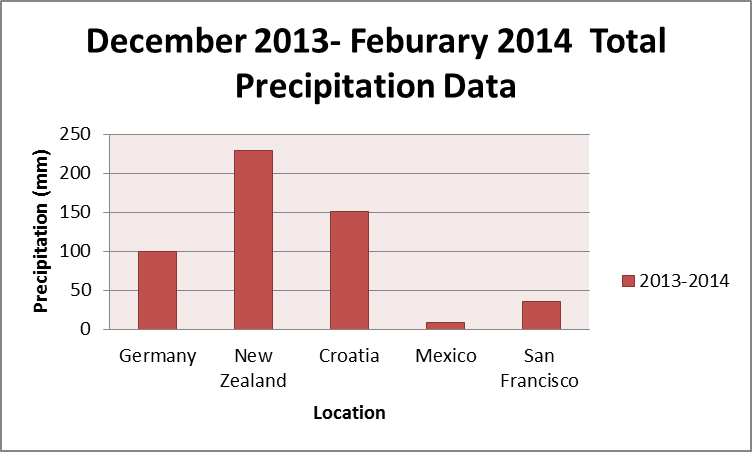 December 2013- Feburary 2014  Total
Precipitation Data
Precipitation (mm)
250
200
150
100
50
0
Germany
New
Zealand
Croatia
Mexico
San
Francisco
Location
2013-2014